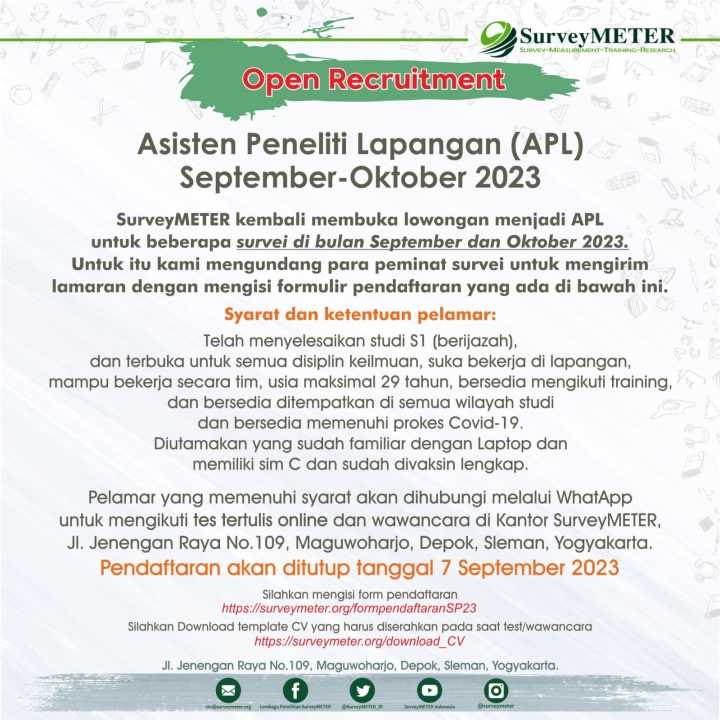 SurveyMETER
SURVEY-MEASUREMENT-TRAINING-RESEARCH
Open Recruitment
Asisten Peneliti Lapangan (APL)
September-Oktober 2023
SurveyMETER kembali membuka lowongan menjadi APL
untuk beberapa survei di bulan September dan Oktober 2023.
Untuk itu kami mengundang para peminat survei untuk mengirim
lamaran dengan mengisi formulir pendaftaran yang ada di bawah ini.
Syarat dan ketentuan pelamar:
Telah menyelesaikan studi S1 (berijazah),
dan terbuka untuk semua disiplin keilmuan, suka bekerja di lapangan,
mampu bekerja secara tim, usia maksimal 29 tahun, bersedia mengikuti training,
dan bersedia ditempatkan di semua wilayah studi
dan bersedia memenuhi prokes Covid-19.
Diutamakan yang sudah familiar dengan Laptop dan
memiliki sim C dan sudah divaksin lengkap.
Pelamar yang memenuhi syarat akan dihubungi melalui WhatApp
untuk mengikuti tes tertulis online dan wawancara di Kantor SurveyMETER,
Jl. Jenengan Raya No.109, Maguwoharjo, Depok, Sleman, Yogyakarta.
Pendaftaran akan ditutup tanggal 7 September 2023
Silahkan mengisi form pendaftaran
https://surveymeter.org/formpendaftaranSP23
Silahkan Download template CV yang harus diserahkan pada saat test/wawancara
https://surveymeter.org/download_CV
Jl. Jenengan Raya No.109, Maguwoharjo, Depok, Sleman, Yogyakarta.
Lembaga Penelitian SurveyMETER
@SurveyMETER_ID
SurveyMETER Indonesia
@surveymeter